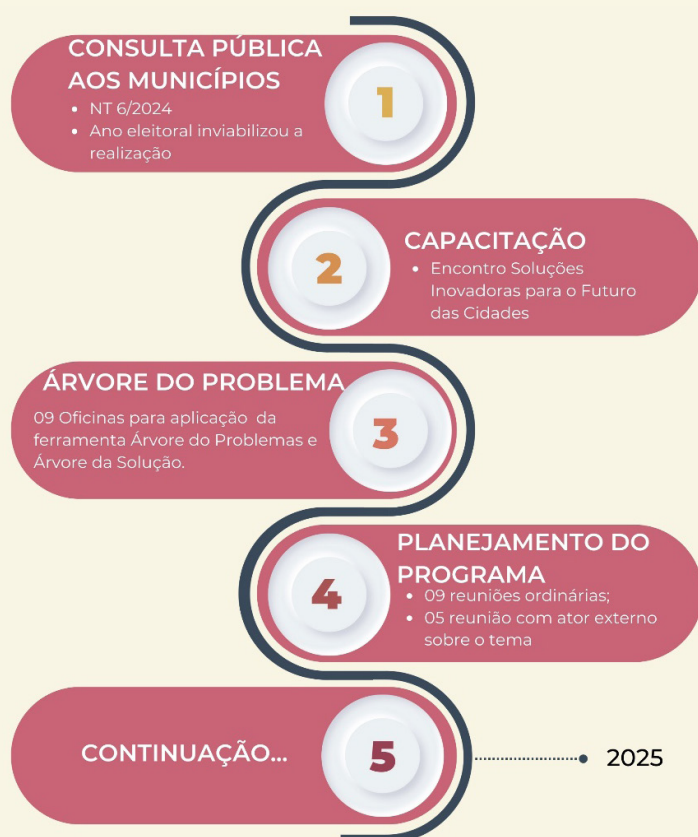 CONSULTA PÚBLICA
AOS MUNICÍPIOS
• NT 6/2024
• Ano eleitoral inviabilizou a
realização
1
2
CAPACITAÇÃO
• Encontro Soluções
Inovadoras para o Futuro
das Cidades
ÁRVORE DO PROBLEMA
09 Oficinas para aplicação da
ferramenta Árvore do Problemas e
Árvore da Solução.
3
4
PLANEJAMENTO DO
PROGRAMA
• 09 reuniões ordinárias;
• 05 reunião com ator externo
sobre o tema
CONTINUAÇÃO...
5
2025